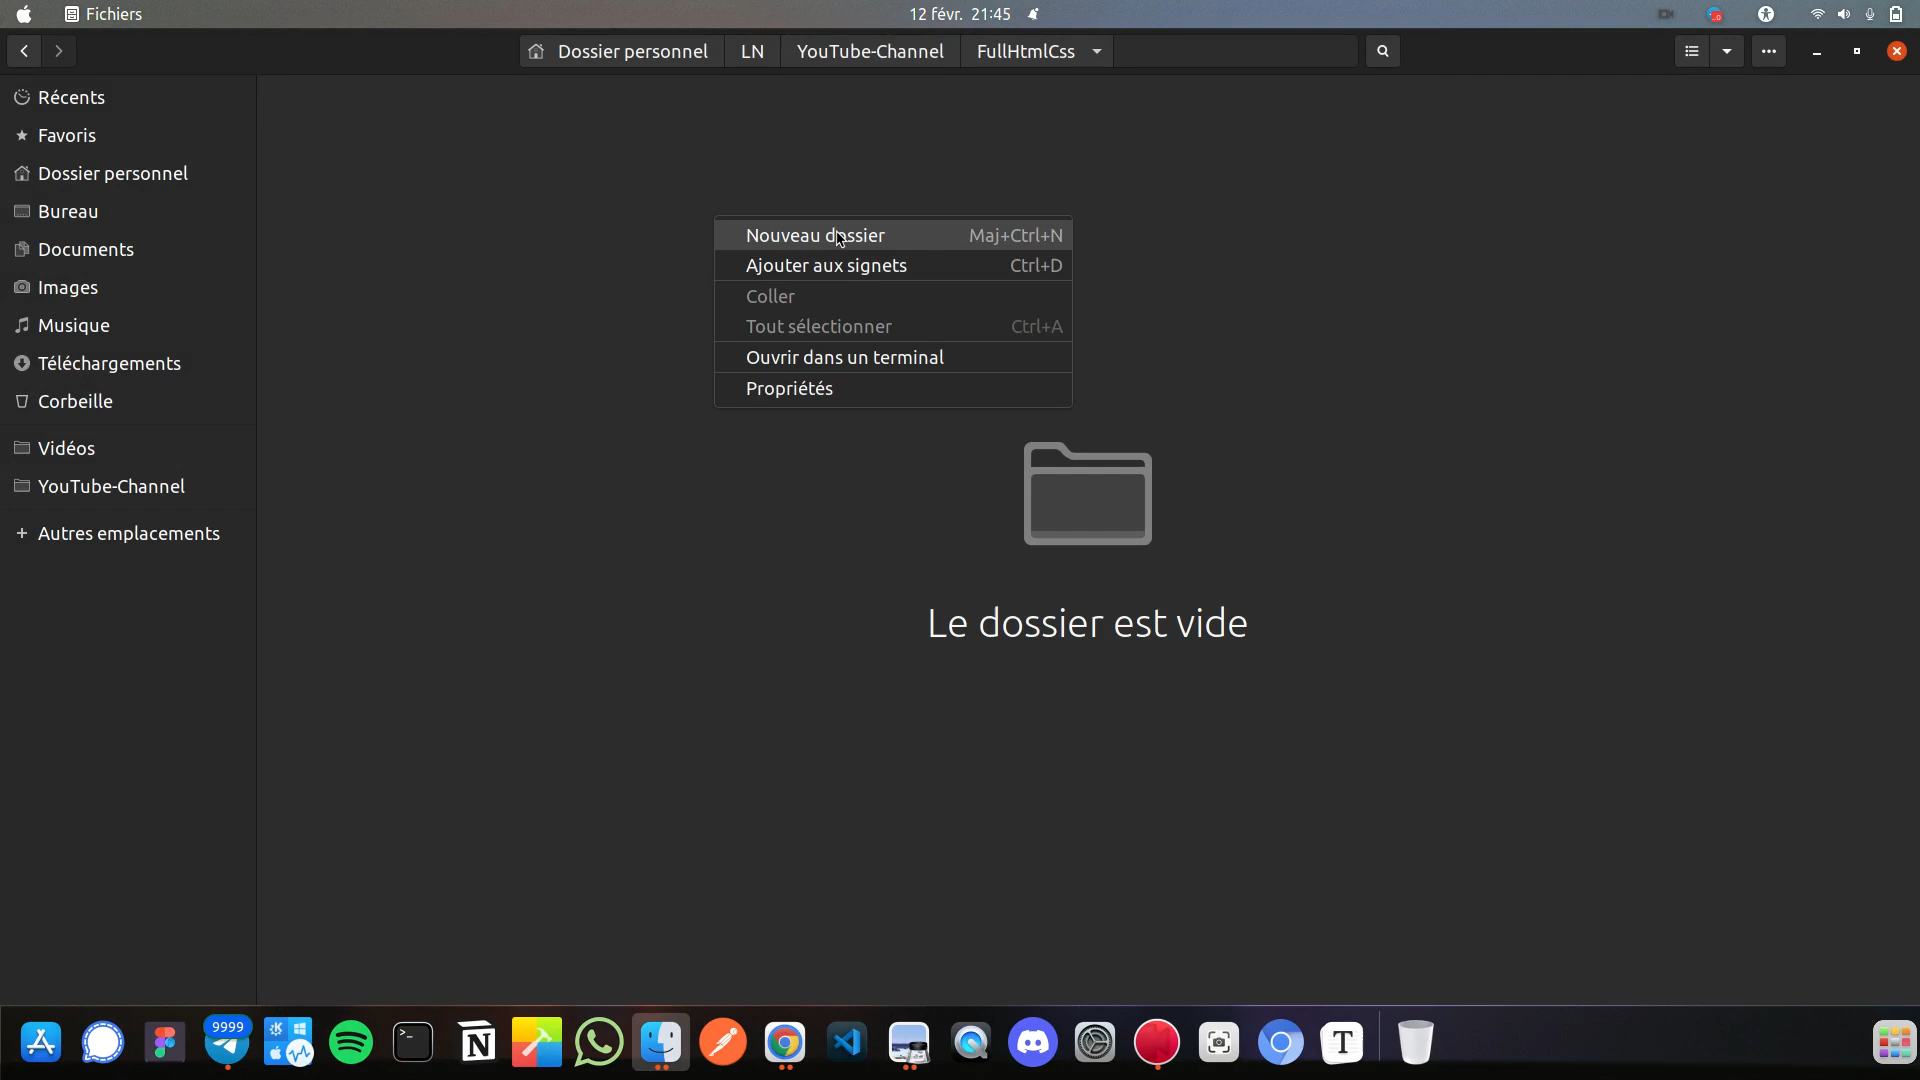 Fichiers
12 févr. 21:45
Dossier personnel
LN
YouTube-Channel
FullHtmlCss
Récents
Favoris
Dossier personnel
Bureau
Documents
Images
Musique
Téléchargements
Corbeille
Vidéos
YouTube-Channel
+ Autres emplacements
Nouveau dossier Maj+Ctrl+N
Ajouter aux signets Ctrl+D
Coller
Tout sélectionner Ctrl+A
Ouvrir dans un terminal
Propriétés
Le dossier est vide
9999